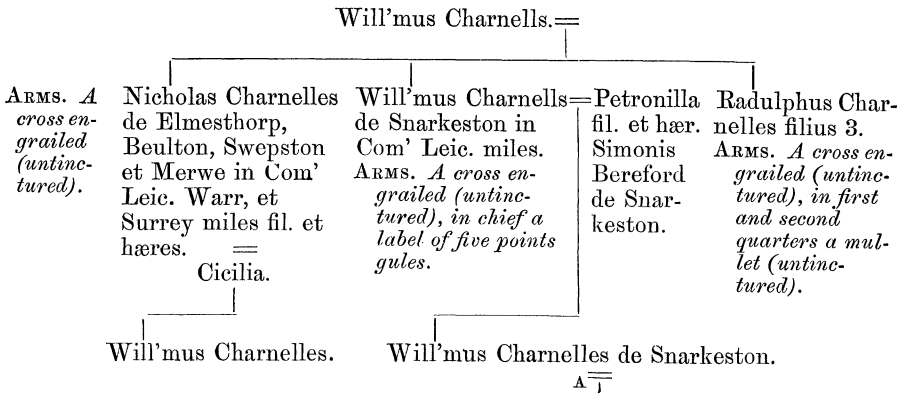 Will'mus Charnells.
ARMS. A
cross en-
grailed
(untinc-
tured).
Nicholas Charnelles
de Elmesthorp,
Beulton, Swepston
et Merwe in Com'
Leic. Warr, et
Surrey miles fil. et
hæres.
Cicilia.
Will'mus Charnells
de Snarkeston in
Com' Leic. miles.
ARMS. A cross en-
grailed (untinc-
tured), in chief a
label of five points
gules.
Petronilla
fil. et hær.
Simonis
Bereford
de Snar-
keston.
Radulphus Char-
nelles filius 3.
ARMS. A cross en-
grailed (untinc-
tured), in first
and second
quarters a mul-
let (untinc-
tured).
Will'mus Charnelles.
Will'mus Charnelles de Snarkeston.
A